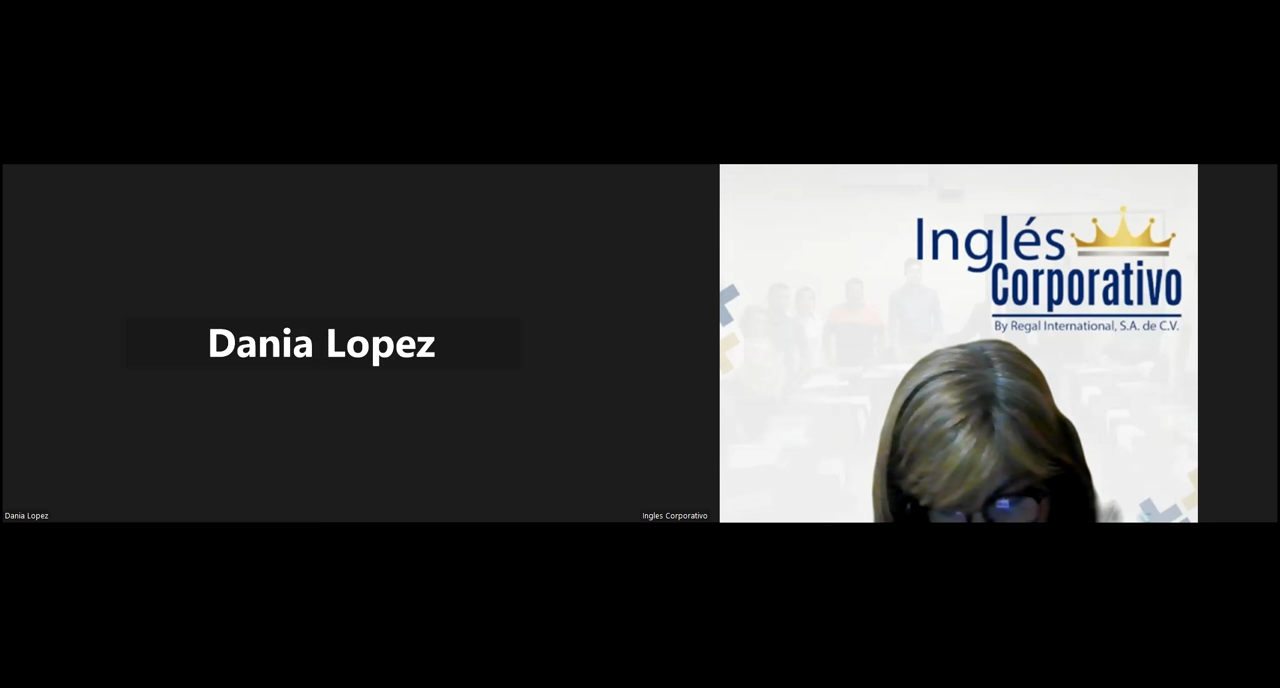 Dania Lopez
Dania Lopez
Ingles Corporativo
Inglés
Corporativo
By Regal International, S.A. de C.V.